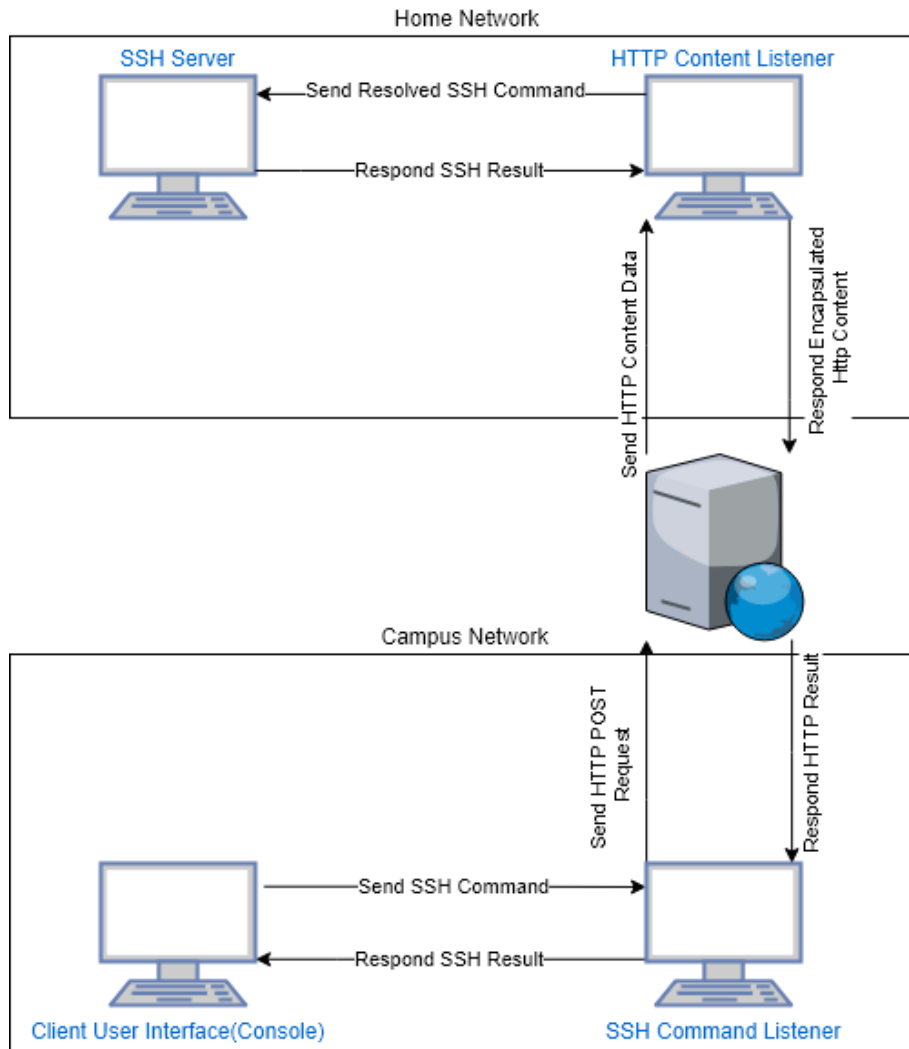 Home Network
SSH Server
HTTP Content Listener
Send Resolved SSH Command
Respond SSH Result
Send HTTP Content Data
Respond Encapsulated
Http Content
Campus Network
Send HTTP POST
Request
Respond HTTP Result
Send SSH Command
Respond SSH Result
Client User Interface(Console)
SSH Command Listener